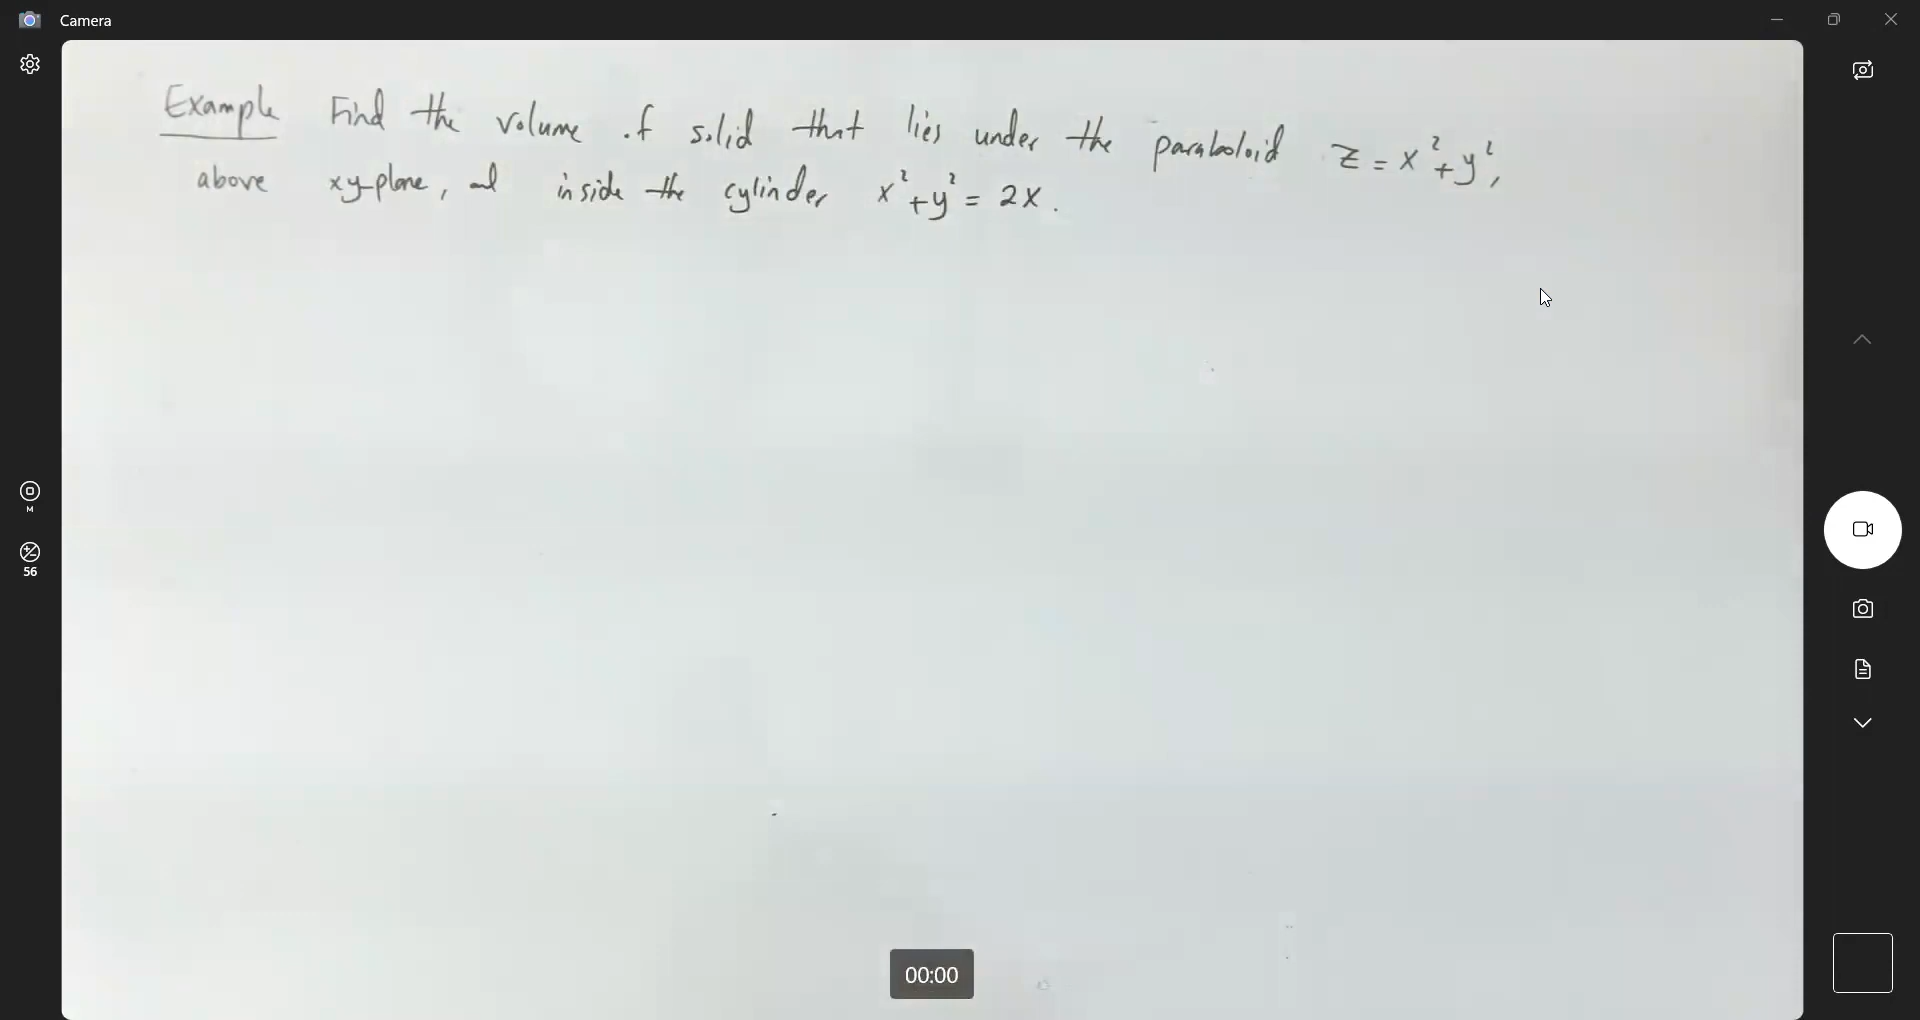 Camera
Example Find the volume of solid that lies under the paraboloid z = x²+y²,
above xy-plane, and inside the cylinder x²+y² = 2x.
M
56
00:00